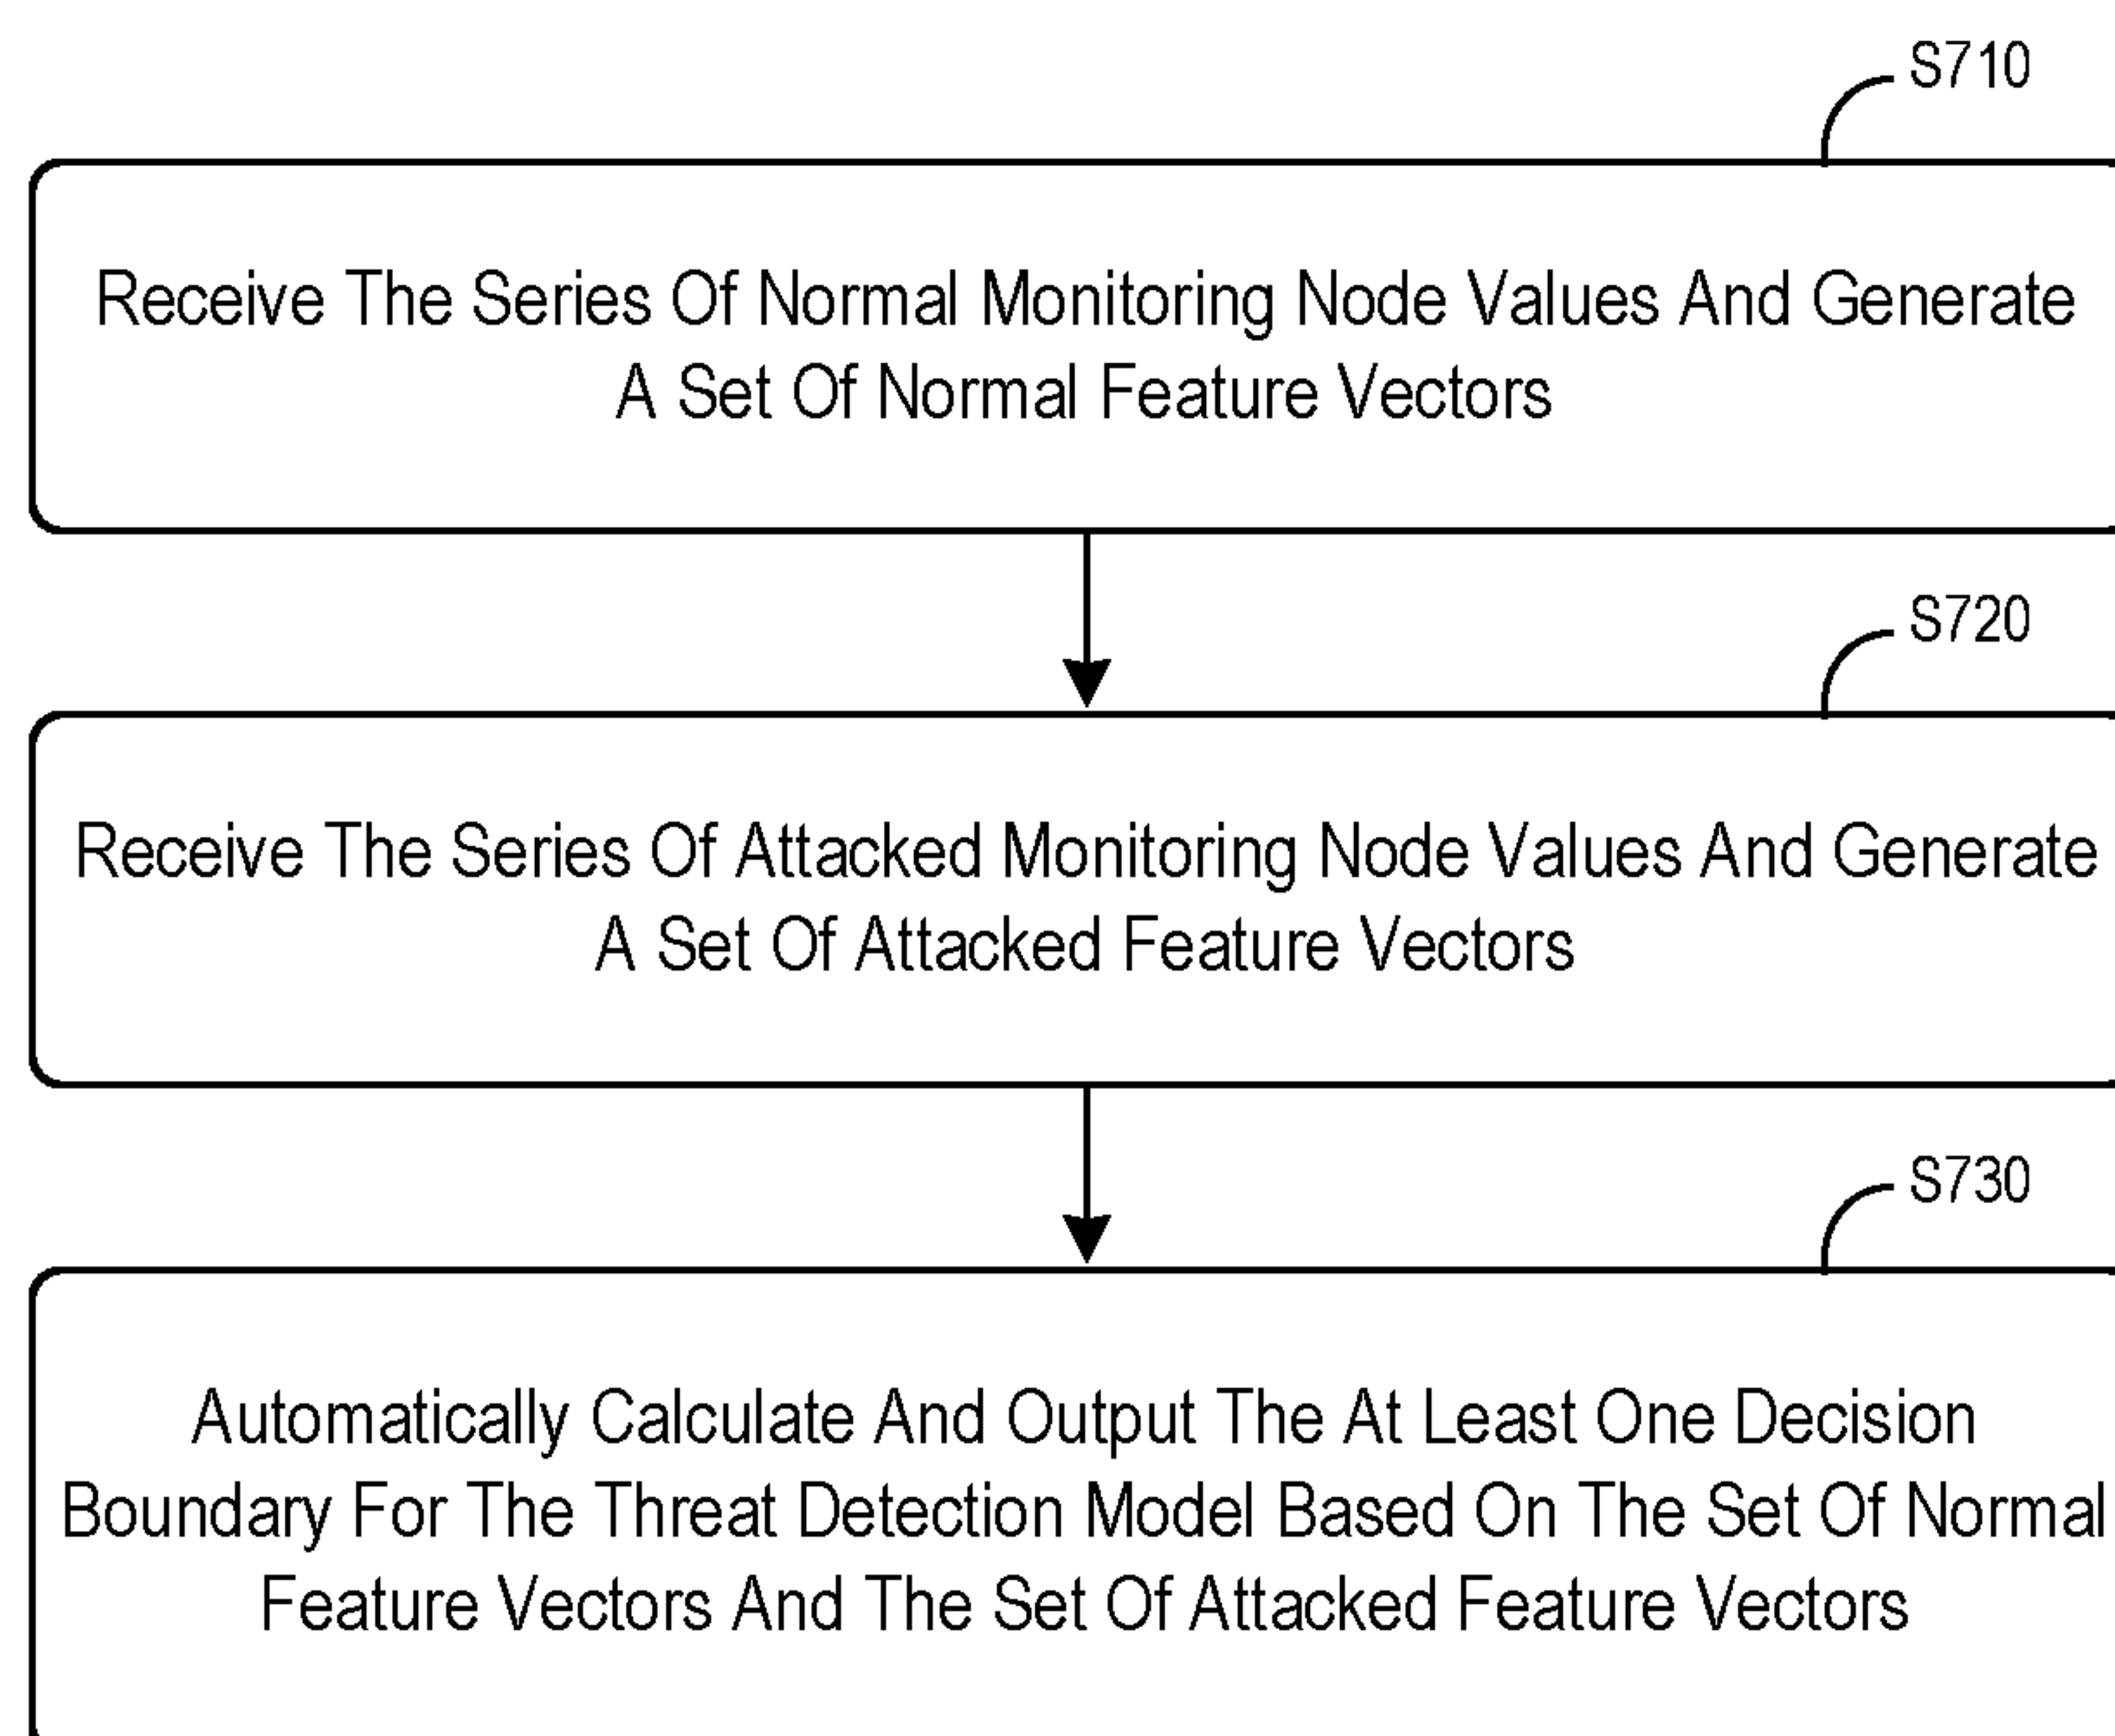 S710
Receive The Series Of Normal Monitoring Node Values And Generate
A Set Of Normal Feature Vectors
S720
Receive The Series Of Attacked Monitoring Node Values And Generate
A Set Of Attacked Feature Vectors
S730
Automatically Calculate And Output The At Least One Decision
Boundary For The Threat Detection Model Based On The Set Of Normal
Feature Vectors And The Set Of Attacked Feature Vectors